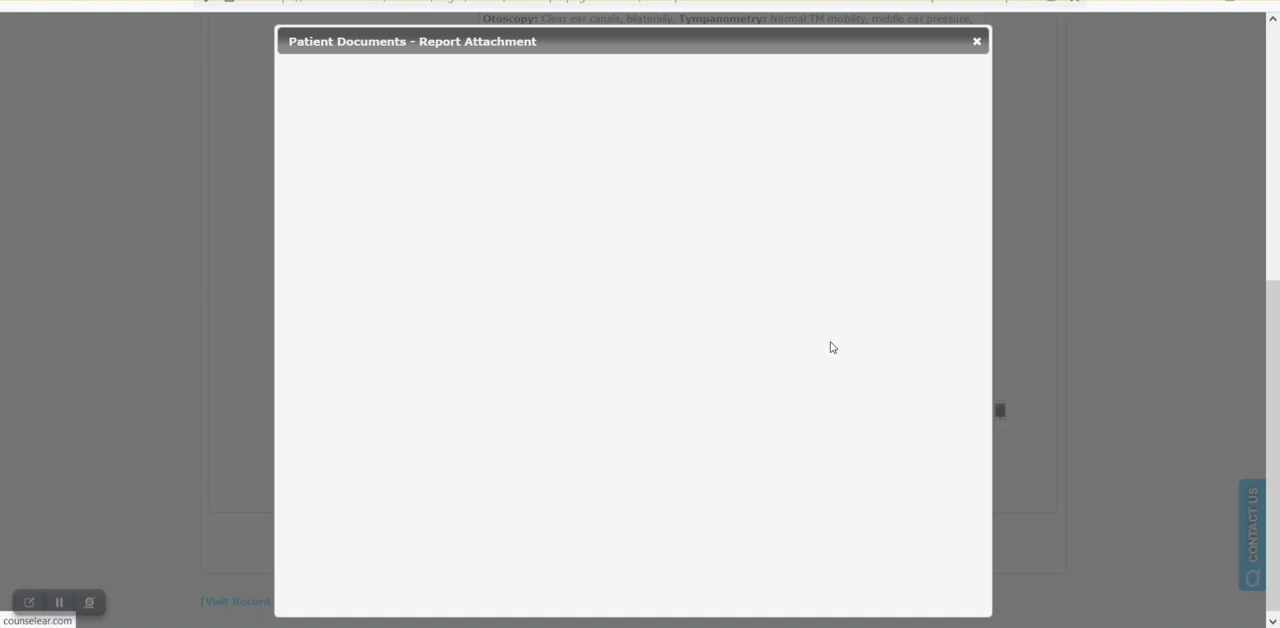 Otoscopy: Clear ear canals, bilaterally. Tympanometry: Normal TM mobility, middle ear pressure,
Patient Documents - Report Attachment
CONTACT US
[Visit Record
counselear.com